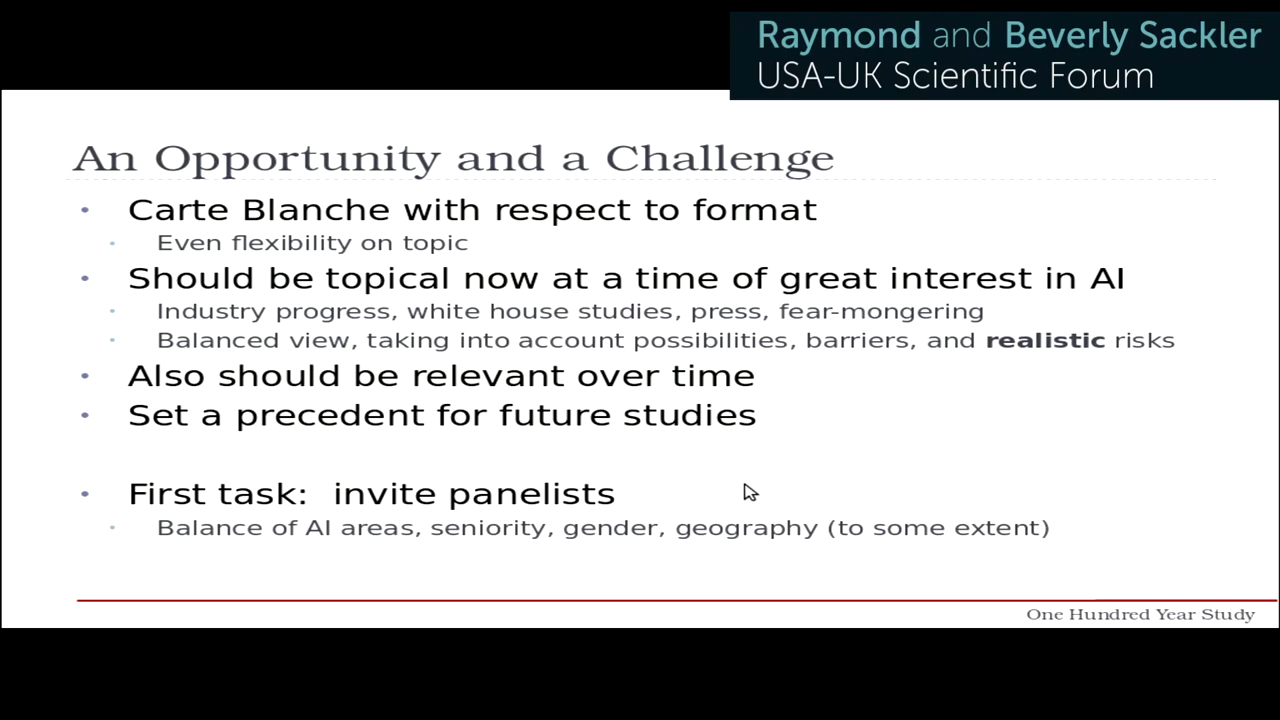 Raymond and Beverly Sackler
USA-UK Scientific Forum
An Opportunity and a Challenge
• Carte Blanche with respect to format
• Even flexibility on topic
• Should be topical now at a time of great interest in AI
• Industry progress, white house studies, press, fear-mongering
• Balanced view, taking into account possibilities, barriers, and realistic risks
• Also should be relevant over time
• Set a precedent for future studies
• First task:  invite panelists
• Balance of AI areas, seniority, gender, geography (to some extent)
One Hundred Year Study